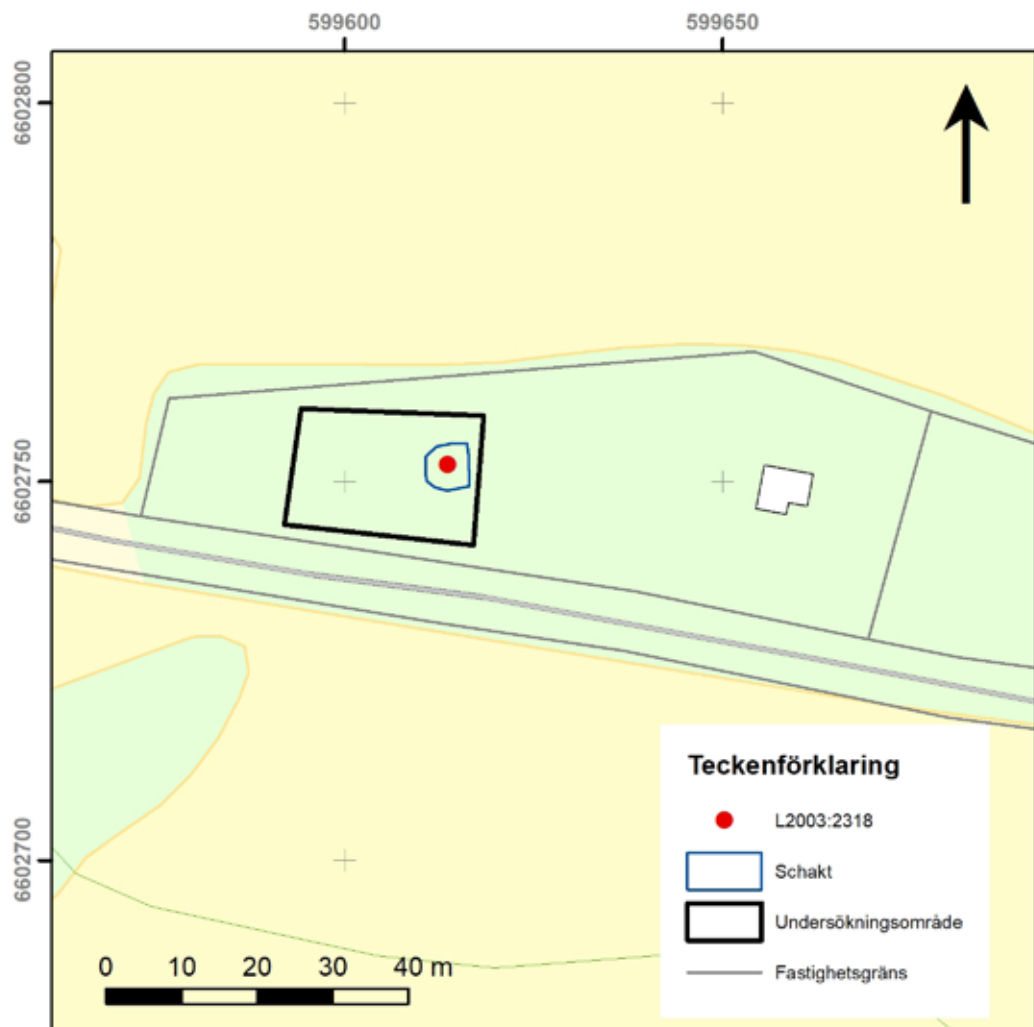 599600 599650
6602800
6602750
6602700
Teckenförklaring
L2003:2318
Schakt
Undersökningsområde
Fastighetsgräns
0 10 20 30 40 m